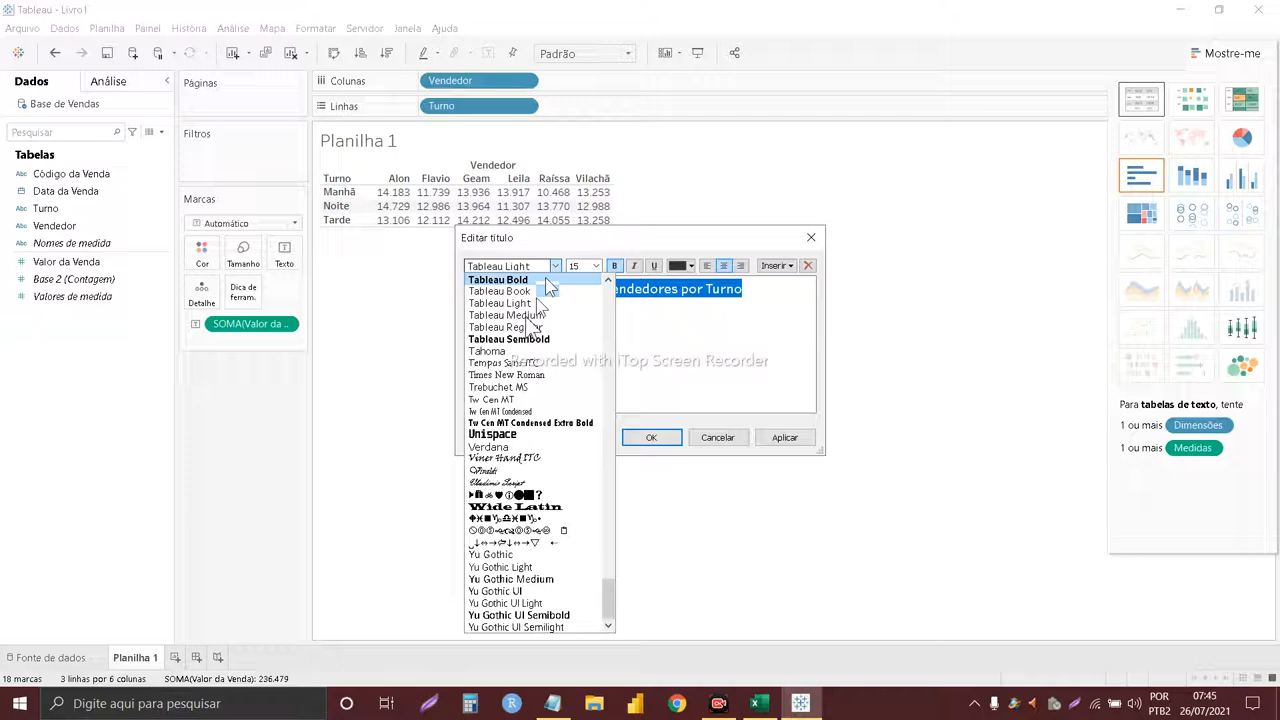 Tableau - Livro1
Arquivo Dados Planilha Painel História Análise Mapa Formatar Servidor Janela Ajuda
Padrão
Mostre-me
Dados Análise
Páginas
Colunas Vendedor
Base de Vendas
Linhas Turno
Pesquisar
Filtros
Planilha 1
Tabelas
Vendedor
Abc Código da Venda
Turno Alon Flavio Geam Leila Raíssa Vilachã
Abc Data da Venda
Manhã 14.183 11.739 13.936 13.917 10.468 13.253
Abc Turno
Marcas
Noite 14.729 12.986 13.964 11.307 13.770 12.988
Abc Vendedor
Automático
Tarde 13.106 12.112 14.212 12.496 14.055 13.258
Abc Nomes de medida
Valor da Venda
Cor Tamanho Texto
Base 2 (Contagem)
Valores de medida
Detalhe Dica de ferram.
SOMA(Valor da ..
Editar título
Tableau Light 15 B I U Inserir
endedores por Turno
Tableau Bold
Tableau Book
Tableau Light
Tableau Medium
Tableau Semibold
Tahoma
Recorded with iTop Screen Recorder
Times New Roman
Trebuchet MS
Tw Cen MT
Tw Cen MT Condensed
Tw Cen MT Condensed Extra Bold
Unispace
Verdana
Viner Hand ITC
Vivaldi
Vladimir Script
Wide Latin
Yu Gothic
Yu Gothic Light
Yu Gothic Medium
Yu Gothic UI
Yu Gothic UI Light
Yu Gothic UI Semibold
Yu Gothic UI Semilight
OK Cancelar Aplicar
Para tabelas de texto, tente
1 ou mais Dimensões
1 ou mais Medidas
Fonte de dados Planilha 1
18 marcas 3 linhas por 6 colunas SOMA(Valor da Venda): 236.479
Digite aqui para pesquisar
POR 07:45
PTB2 26/07/2021